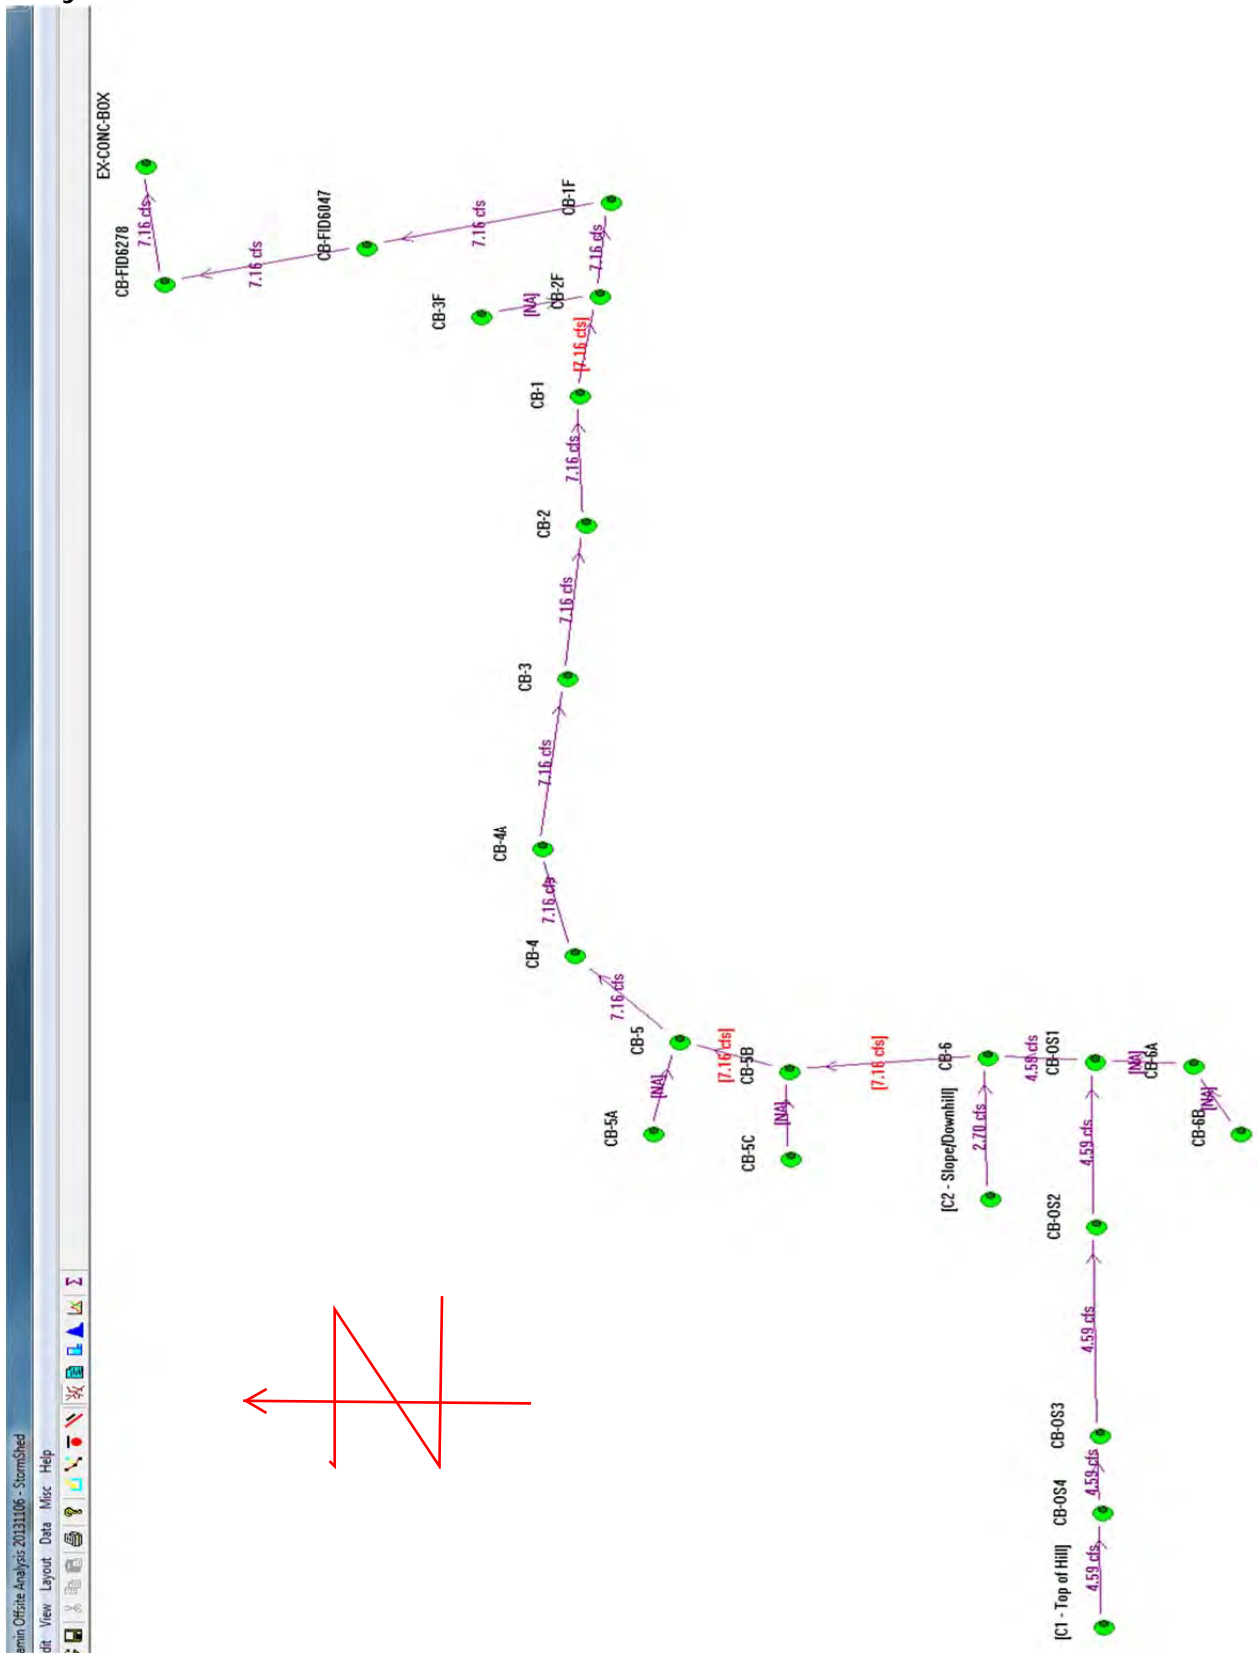 amin Offsite Analysis 20131106 - StormShed
dit View Layout Data Misc Help
EX-CONC-BOX
7.16 cfs
CB-FID6278
7.16 cfs
CB-FID6047
7.16 cfs
CB-1F
7.16 cfs
CB-2F
[NA]
CB-3F
[7.16 cfs]
CB-1
7.16 cfs
CB-2
7.16 cfs
CB-3
7.16 cfs
CB-4A
7.16 cfs
CB-4
7.16 cfs
CB-5
[NA]
CB-5A
[7.16 cfs]
CB-5B
[NA]
CB-5C
[7.16 cfs]
CB-6
2.70 cfs
[C2 - Slope/Downhill]
CB-OS1
[NA]
CB-6A
[NA]
CB-6B
4.59 cfs
CB-OS2
4.59 cfs
CB-OS3
4.59 cfs
CB-OS4
4.59 cfs
[C1 - Top of Hill]
N